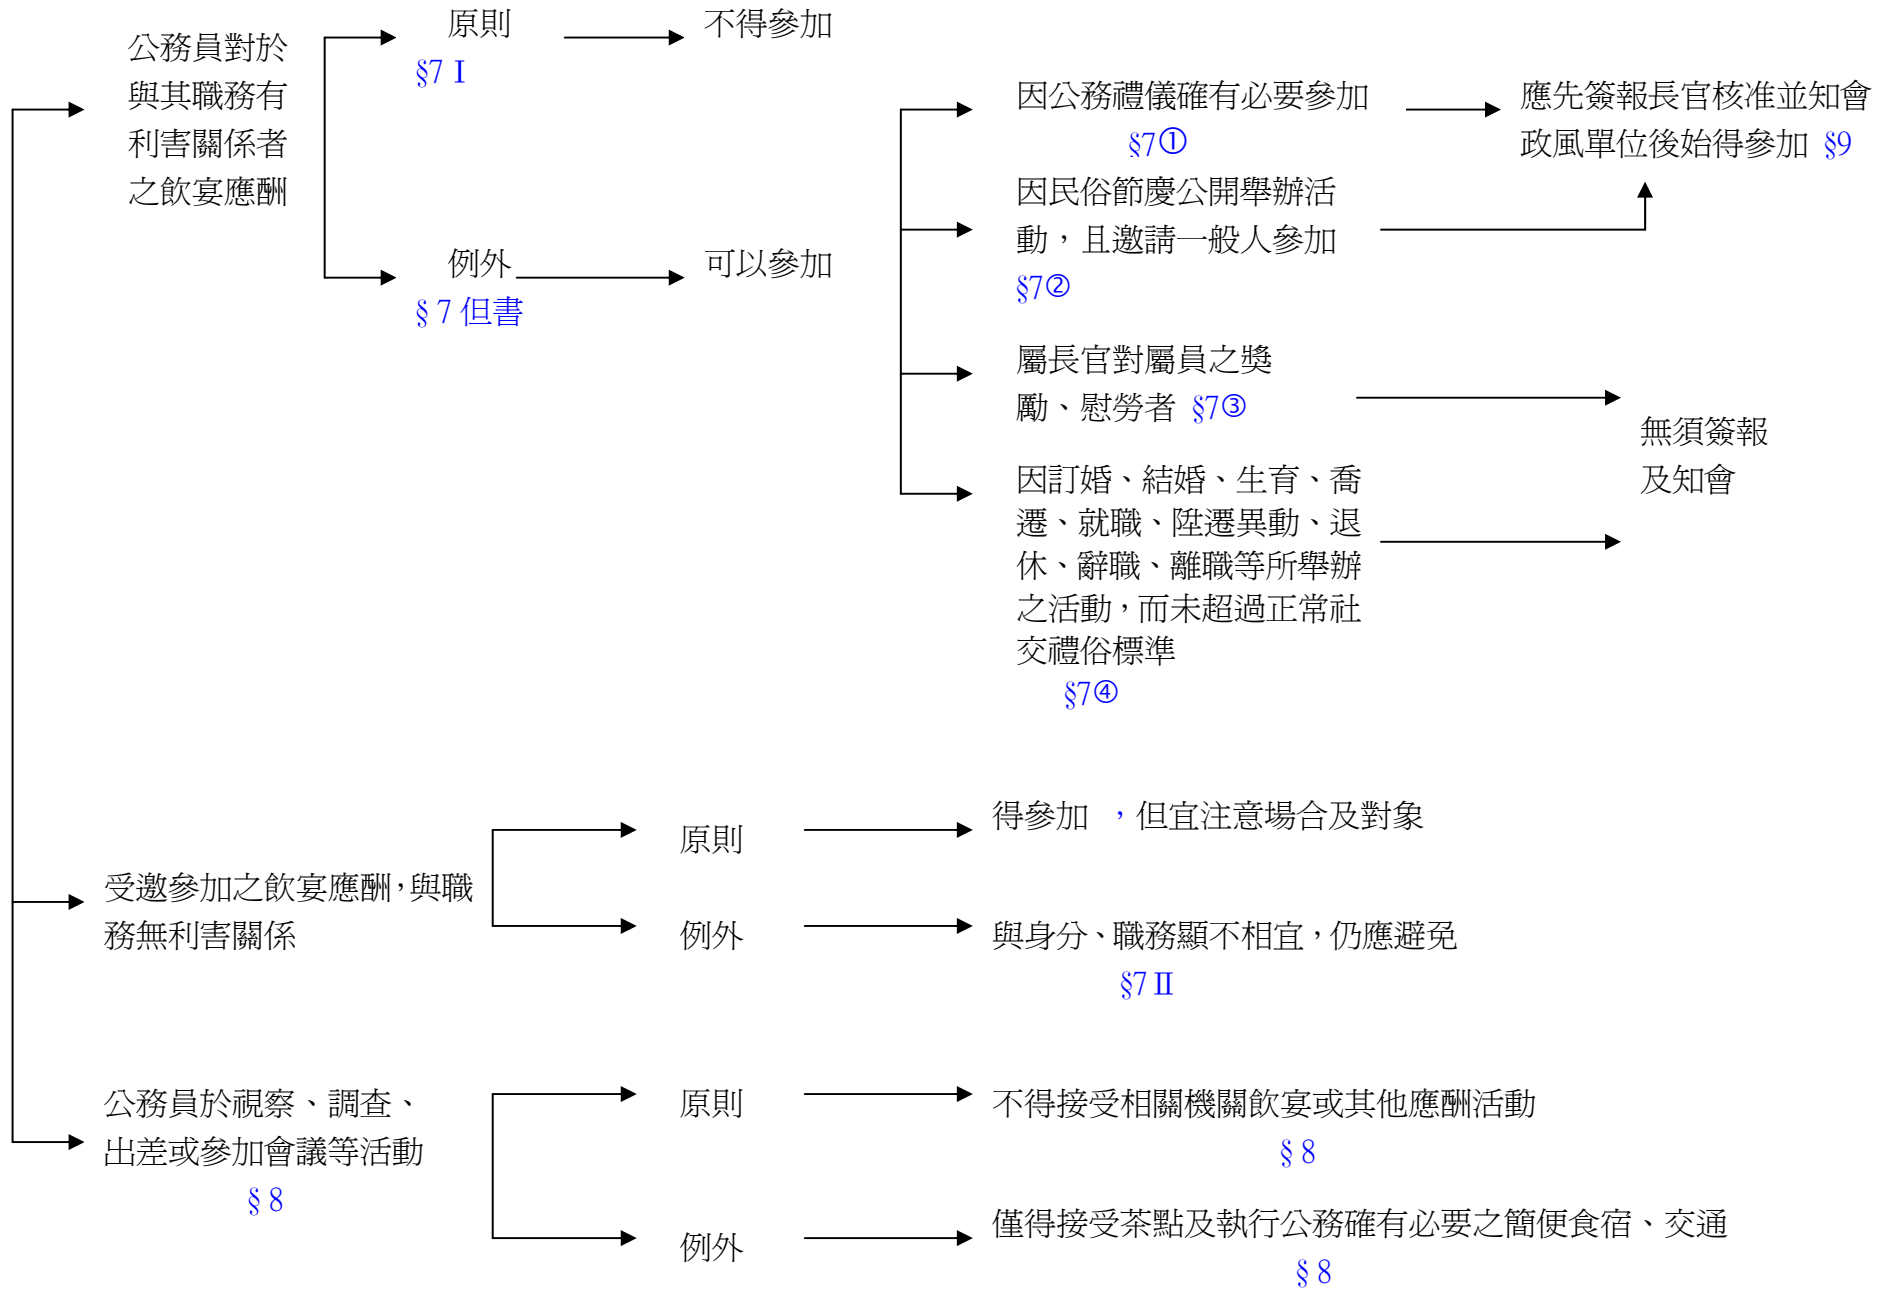 公務員對於
與其職務有
利害關係者
之飲宴應酬
原則
§7 I
不得參加
例外
§ 7 但書
可以參加
因公務禮儀確有必要參加
§7①
應先簽報長官核准並知會
政風單位後始得參加 §9
因民俗節慶公開舉辦活
動，且邀請一般人參加
§7②
屬長官對屬員之獎
勵、慰勞者 §7③
因訂婚、結婚、生育、喬
遷、就職、陞遷異動、退
休、辭職、離職等所舉辦
之活動，而未超過正常社
交禮俗標準
§7④
無須簽報
及知會
受邀參加之飲宴應酬，與職
務無利害關係
原則
得參加 ，但宜注意場合及對象
例外
與身分、職務顯不相宜，仍應避免
§7 II
公務員於視察、調查、
出差或參加會議等活動
§ 8
原則
不得接受相關機關飲宴或其他應酬活動
§ 8
例外
僅得接受茶點及執行公務確有必要之簡便食宿、交通
§ 8